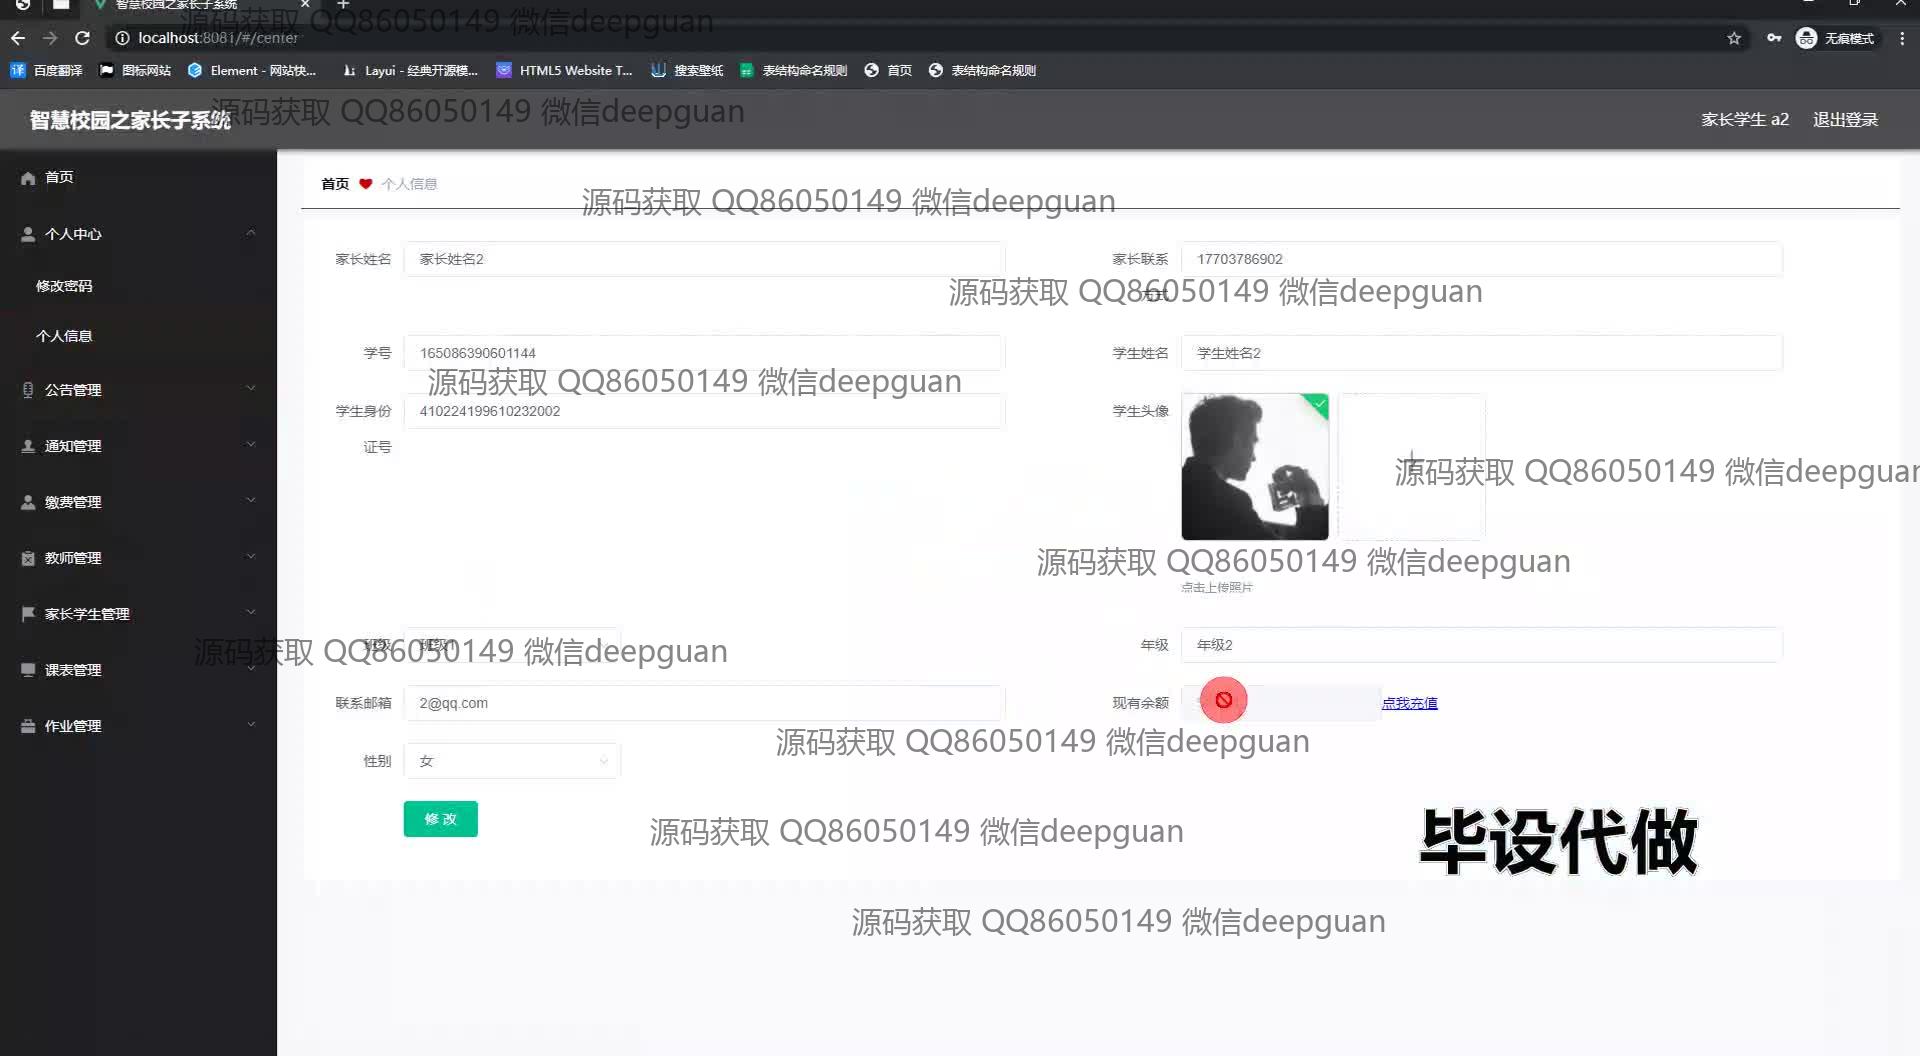 智慧校园之家长子系统
源码获取 QQ86050149 微信deepguan
localhost:8081/#/center
无痕模式
百度翻译
图标网站
Element - 网站快...
Layui - 经典开源模...
HTML5 Website T...
搜索壁纸
表结构命名规则
首页
表结构命名规则
智慧校园之家长子系统
源码获取 QQ86050149 微信deepguan
家长学生 a2
退出登录
首页
个人中心
修改密码
个人信息
公告管理
通知管理
缴费管理
教师管理
家长学生管理
课表管理
作业管理
首页
个人信息
源码获取 QQ86050149 微信deepguan
家长姓名
家长姓名2
家长联系
方式
17703786902
源码获取 QQ86050149 微信deepguan
学号
165086390601144
学生姓名
学生姓名2
源码获取 QQ86050149 微信deepguan
学生身份
证号
410224199610232002
学生头像
源码获取 QQ86050149 微信deepguan
源码获取 QQ86050149 微信deepguan
点击上传照片
班级
班级1
源码获取 QQ86050149 微信deepguan
年级
年级2
联系邮箱
2@qq.com
现有余额
点我充值
源码获取 QQ86050149 微信deepguan
性别
女
修 改
源码获取 QQ86050149 微信deepguan
毕设代做
源码获取 QQ86050149 微信deepguan